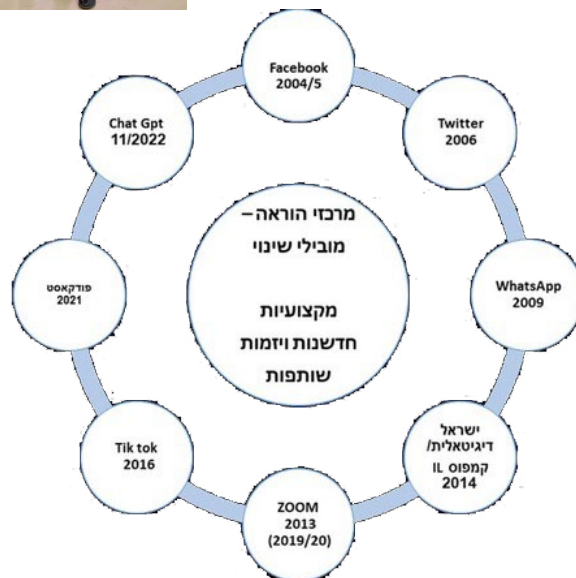 Facebook
2004/5
Twitter
2006
WhatsApp
2009
ישראל
דיגיטאלית/
קמפוס IL
2014
ZOOM
2013
(2019/20)
Tik tok
2016
פודקאסט
2021
Chat Gpt
11/2022
מרכזי הוראה –
מובילי שינוי
מקצועיות
חדשנות ויזמות
שותפות